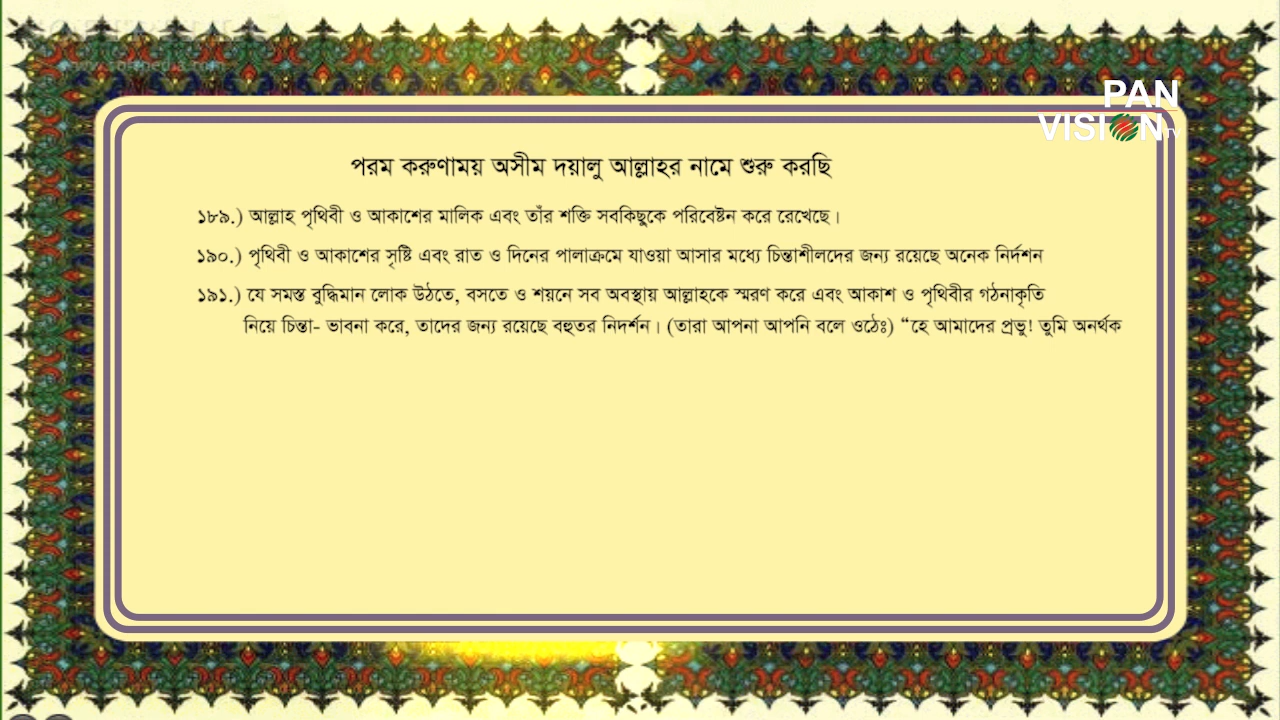 PAN
VISION TV
পরম করুণাময় অসীম দয়ালু আল্লাহর নামে শুরু করছি
১৮৯.) আল্লাহ পৃথিবী ও আকাশের মালিক এবং তাঁর শক্তি সবকিছুকে পরিবেষ্টন করে রেখেছে।
১৯০.) পৃথিবী ও আকাশের সৃষ্টি এবং রাত ও দিনের পালাক্রমে যাওয়া আসার মধ্যে চিন্তাশীলদের জন্য রয়েছে অনেক নির্দশন
১৯১.) যে সমস্ত বুদ্ধিমান লোক উঠতে, বসতে ও শয়নে সব অবস্থায় আল্লাহকে স্মরণ করে এবং আকাশ ও পৃথিবীর গঠনাকৃতি
নিয়ে চিন্তা- ভাবনা করে, তাদের জন্য রয়েছে বহুতর নিদর্শন। (তারা আপনা আপনি বলে ওঠেঃ) “হে আমাদের প্রভু! তুমি অনর্থক